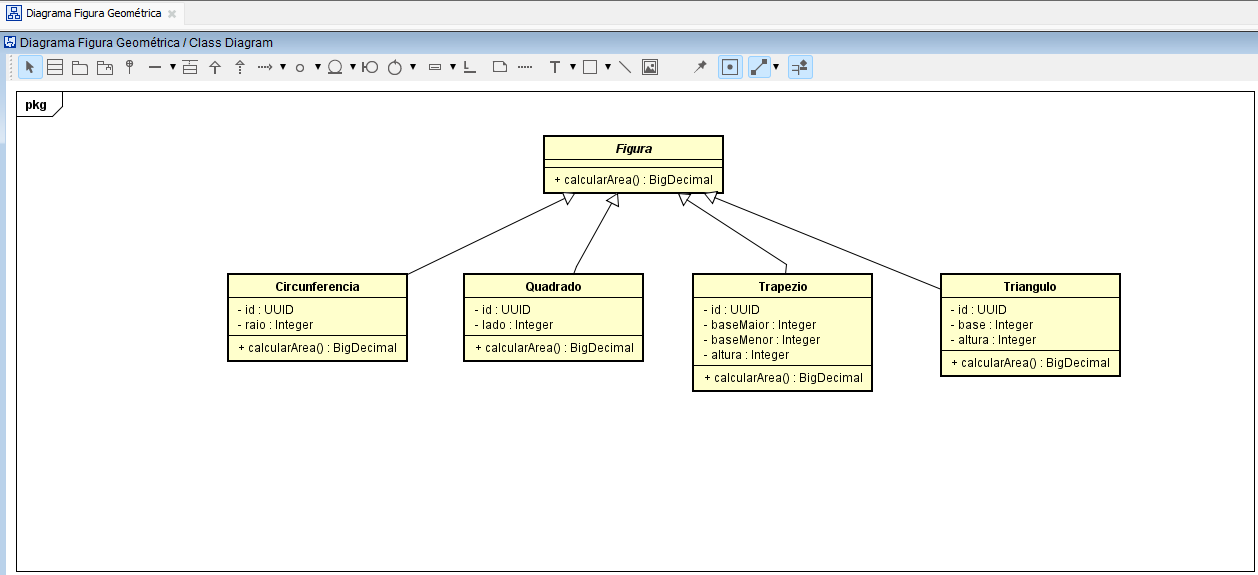 Diagrama Figura Geométrica
Diagrama Figura Geométrica / Class Diagram
T
pkg
Figura
+ calcularArea() : BigDecimal
Circunferencia
- id : UUID
- raio : Integer
+ calcularArea() : BigDecimal
Quadrado
- id : UUID
- lado : Integer
+ calcularArea() : BigDecimal
Trapezio
- id : UUID
- baseMaior : Integer
- baseMenor : Integer
- altura : Integer
+ calcularArea() : BigDecimal
Triangulo
- id : UUID
- base : Integer
- altura : Integer
+ calcularArea() : BigDecimal